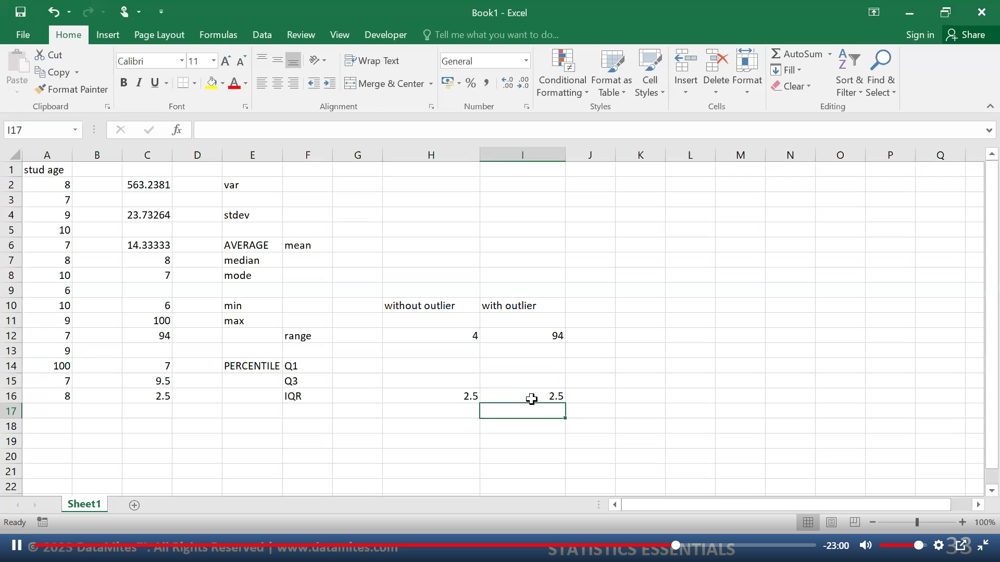 Book1 - Excel
File Home Insert Page Layout Formulas Data Review View Developer Tell me what you want to do... Sign in Share
Paste
Cut
Copy
Format Painter
Clipboard
Calibri 11
B I U
Font
Wrap Text
Merge & Center
Alignment
General
% , .0 .00 .00 .0
Number
Conditional Formatting
Format as Table
Cell Styles
Styles
Insert Delete Format
Cells
AutoSum
Fill
Clear
Sort & Filter
Find & Select
Editing
I17 fx
A B C D E F G H I J K L M N O P Q
1 stud age
2 8 563.2381 var
3 7
4 9 23.73264 stdev
5 10
6 7 14.33333 AVERAGE mean
7 8 8 median
8 10 7 mode
9 6
10 10 6 min without outlier with outlier
11 9 100 max
12 7 94 range 4 94
13 9
14 100 7 PERCENTILE Q1
15 7 9.5 Q3
16 8 2.5 IQR 2.5 2.5
17
18
19
20
21
22
Sheet1
Ready 100%
© 2025 DataMites™. All Rights Reserved | www.datamites.com STATISTICS ESSENTIALS -23:00 33